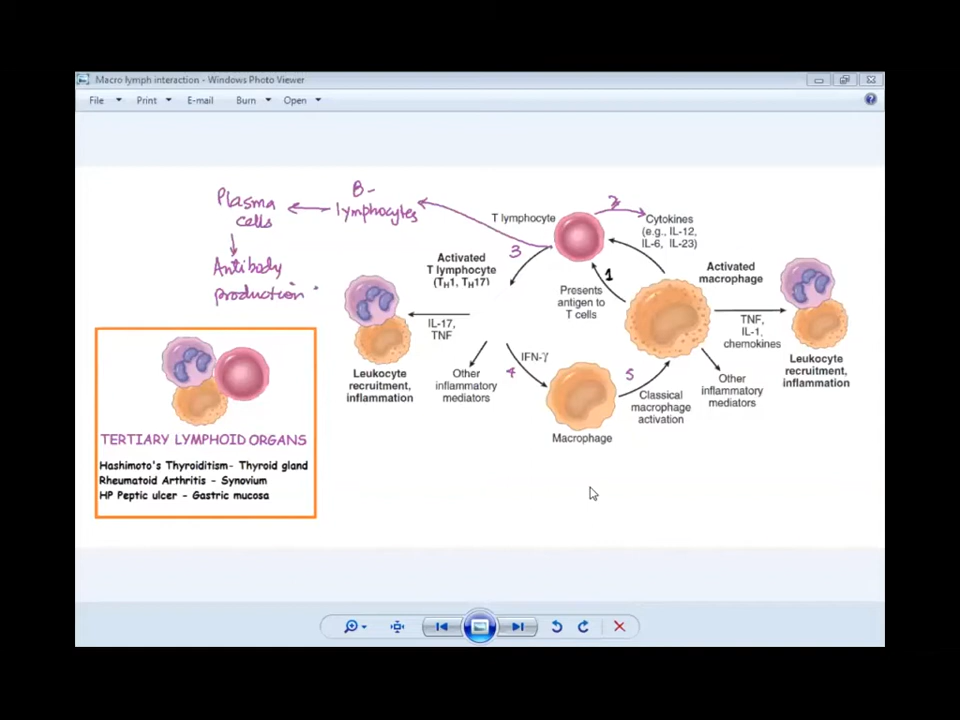 Macro lymph interaction - Windows Photo Viewer
File Print E-mail Burn Open
B-
lymphocytes
Plasma
cells
Antibody
production
T lymphocyte
2
Cytokines
(e.g., IL-12,
IL-6, IL-23)
3
1
Activated
T lymphocyte
(TH1, TH17)
Presents
antigen to
T cells
Activated
macrophage
IL-17,
TNF
TNF,
IL-1,
chemokines
Leukocyte
recruitment,
inflammation
Other
inflammatory
mediators
4
IFN-γ
5
Macrophage
Classical
macrophage
activation
Other
inflammatory
mediators
Leukocyte
recruitment,
inflammation
TERTIARY LYMPHOID ORGANS
Hashimoto's Thyroiditism- Thyroid gland
Rheumatoid Arthritis - Synovium
HP Peptic ulcer - Gastric mucosa